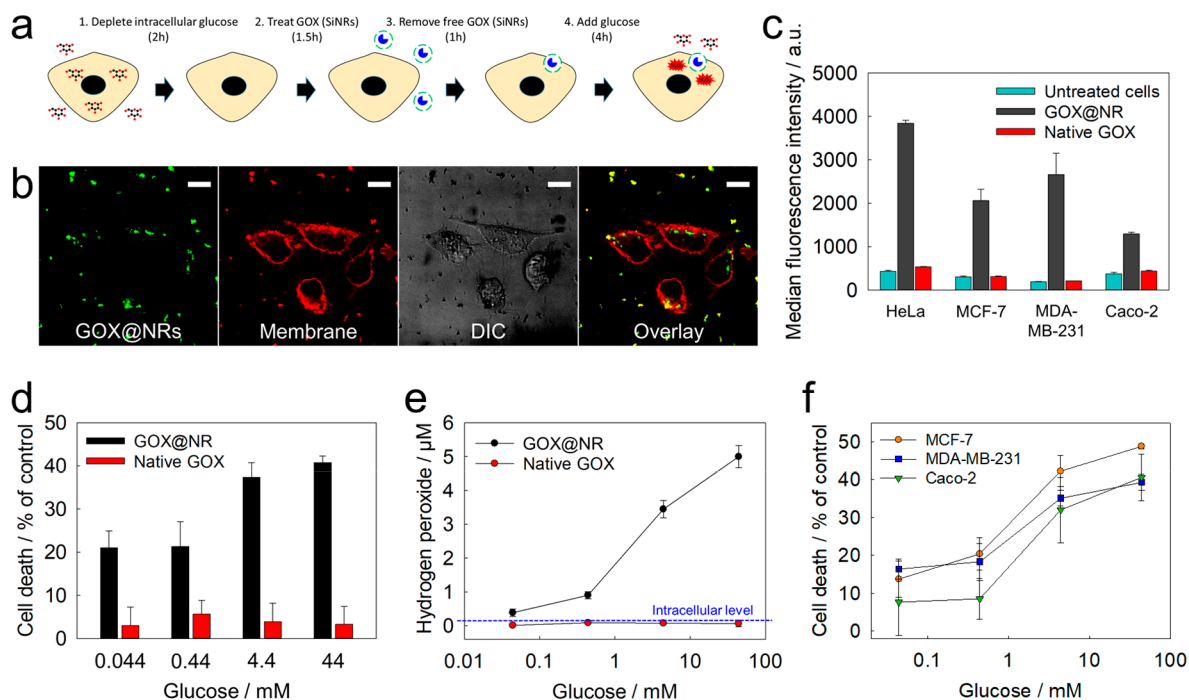 a
1. Deplete intracellular glucose
(2h)
2. Treat GOX (SiNRs)
(1.5h)
3. Remove free GOX (SiNRs)
(1h)
4. Add glucose
(4h)
b
GOX@NRs
Membrane
DIC
Overlay
c
Median fluorescence intensity / a.u.
5000
4000
3000
2000
1000
0
Untreated cells
GOX@NR
Native GOX
HeLa
MCF-7
MDA-
MB-231
Caco-2
d
Cell death / % of control
50
40
30
20
10
0
GOX@NR
Native GOX
0.044
0.44
4.4
44
Glucose / mM
e
Hydrogen peroxide / µM
6
5
4
3
2
1
0
GOX@NR
Native GOX
Intracellular level
0.01
0.1
1
10
100
Glucose / mM
f
Cell death / % of control
50
40
30
20
10
0
MCF-7
MDA-MB-231
Caco-2
0.1
1
10
100
Glucose / mM